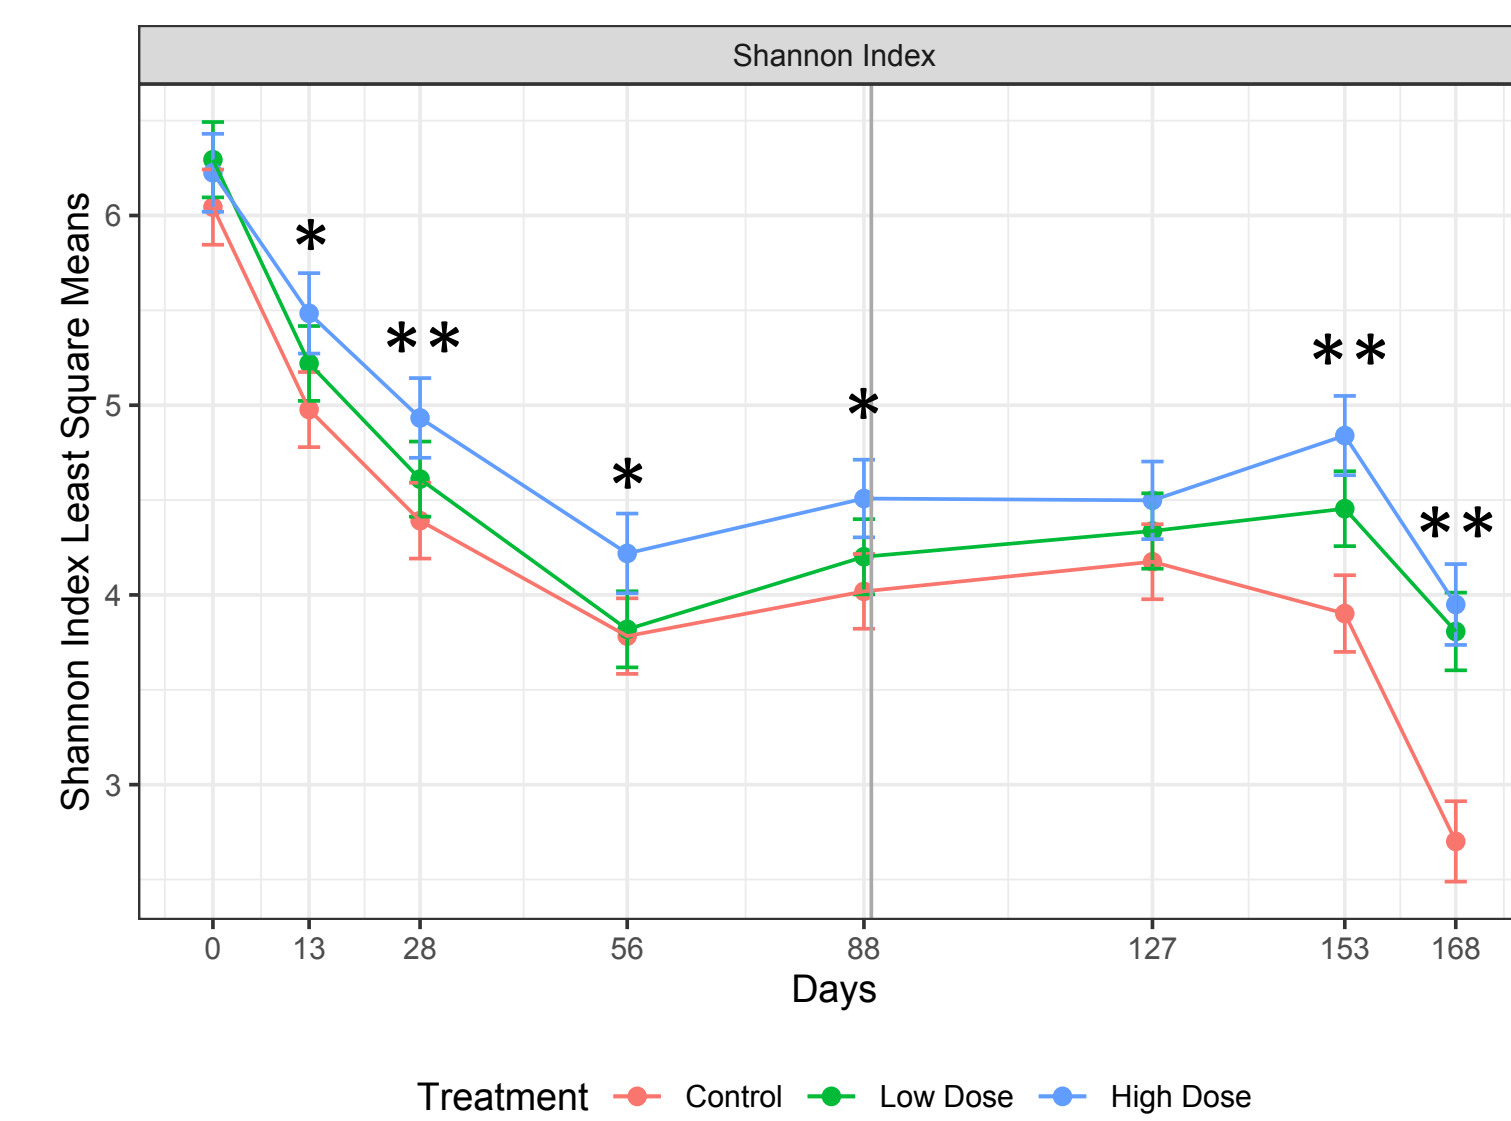 Shannon Index
Shannon Index Least Square Means
6
5
4
3
*
**
*
*
**
**
0 13 28 56 88 127 153 168
Days
Treatment Control Low Dose High Dose